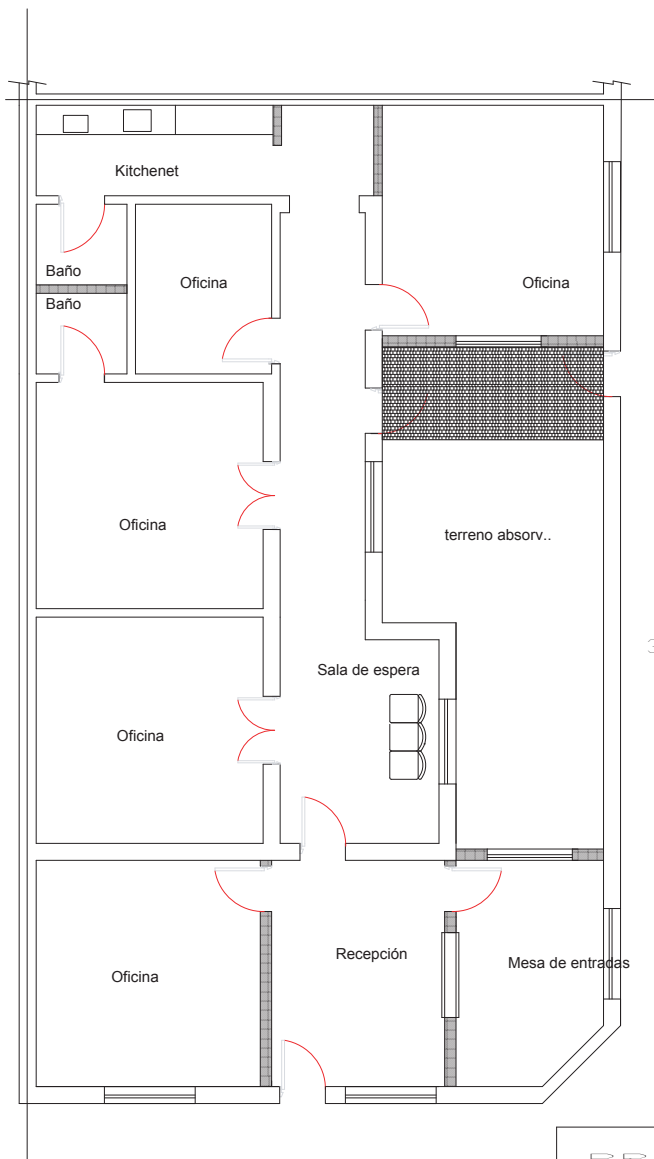 Kitchenet
Baño
Oficina
Oficina
Baño
Oficina
terreno absorv..
Sala de espera
Oficina
Recepción
Mesa de entradas
Oficina